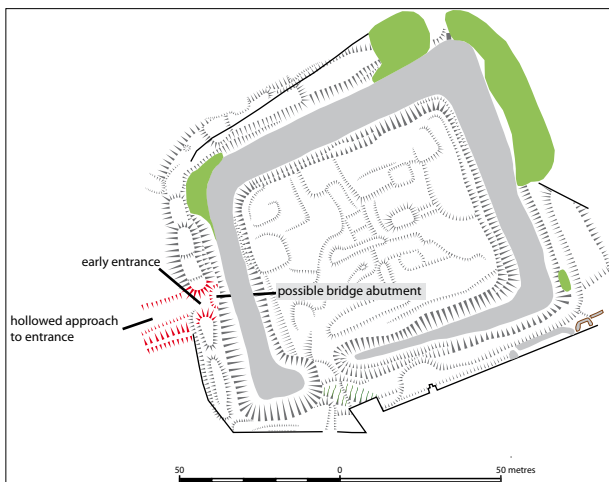 early entrance
possible bridge abutment
hollowed approach
to entrance
50 0 50 metres